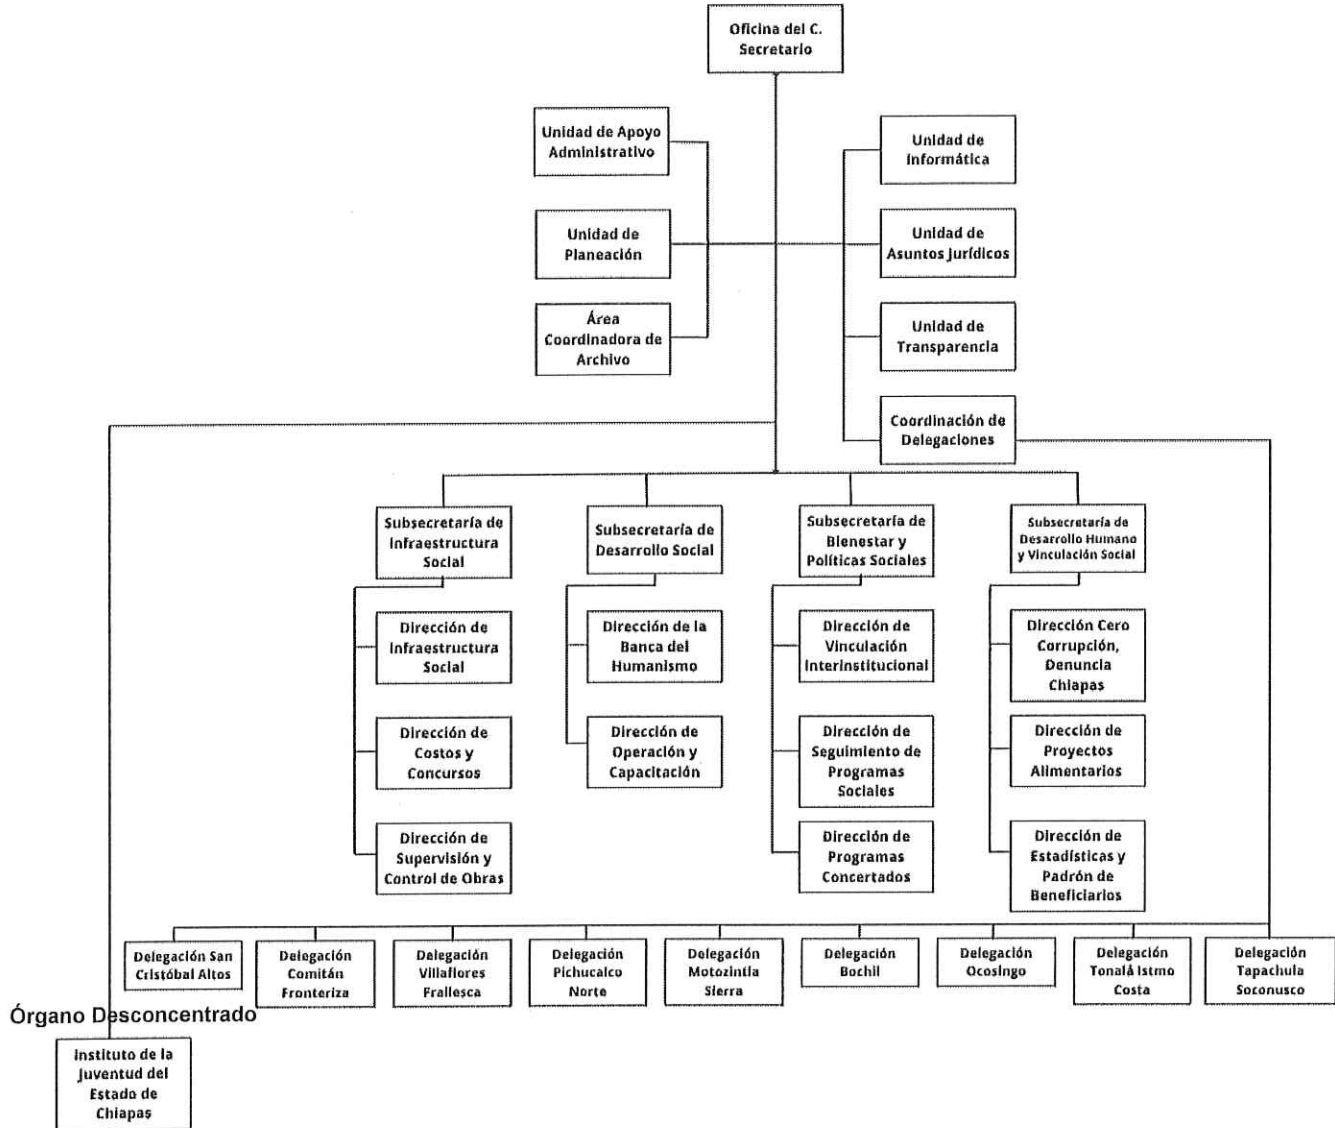 Oficina del C.
Secretario
Unidad de Apoyo
Administrativo
Unidad de
Informática
Unidad de
Planeación
Unidad de
Asuntos Jurídicos
Área
Coordinadora de
Archivo
Unidad de
Transparencia
Coordinación de
Delegaciones
Subsecretaría de
Infraestructura
Social
Subsecretaría de
Desarrollo Social
Subsecretaría de
Bienestar y
Políticas Sociales
Subsecretaría de
Desarrollo Humano
y Vinculación Social
Dirección de
Infraestructura
Social
Dirección de la
Banca del
Humanismo
Dirección de
Vinculación
Interinstitucional
Dirección Cero
Corrupción,
Denuncia
Chiapas
Dirección de
Costos y
Concursos
Dirección de
Operación y
Capacitación
Dirección de
Seguimiento de
Programas
Sociales
Dirección de
Proyectos
Alimentarios
Dirección de
Supervisión y
Control de Obras
Dirección de
Programas
Concertados
Dirección de
Estadísticas y
Padrón de
Beneficiarios
Delegación San
Cristóbal Altos
Delegación
Comitán
Fronteriza
Delegación
Villaflores
Frailesca
Delegación
Pichucalco
Norte
Delegación
Motozintla
Sierra
Delegación
Bochil
Delegación
Ocosingo
Delegación
Tonalá Istmo
Costa
Delegación
Tapachula
Soconusco
Órgano Desconcentrado
Instituto de la
Juventud del
Estado de
Chiapas